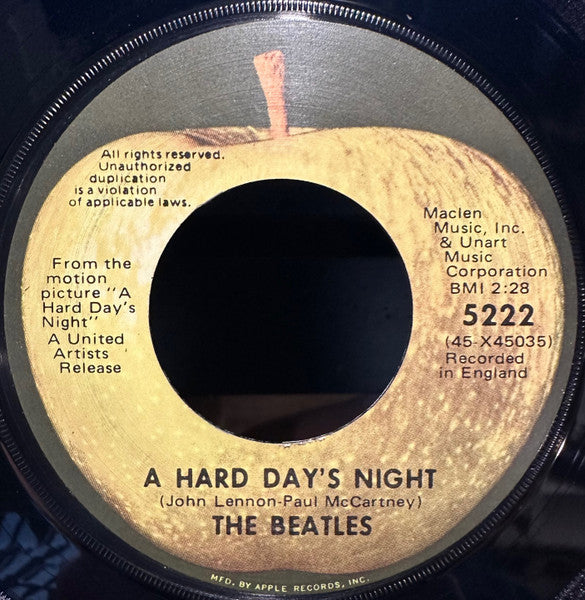 All rights reserved.
Unauthorized
duplication
is a violation
of applicable laws.
From the
motion
picture "A
Hard Day's
Night"
A United
Artists
Release
Maclen
Music, Inc.
& Unart
Music
Corporation
BMI 2:28
5222
(45-X45035)
Recorded
in England
A HARD DAY'S NIGHT
(John Lennon-Paul McCartney)
THE BEATLES
MFD. BY APPLE RECORDS, INC.